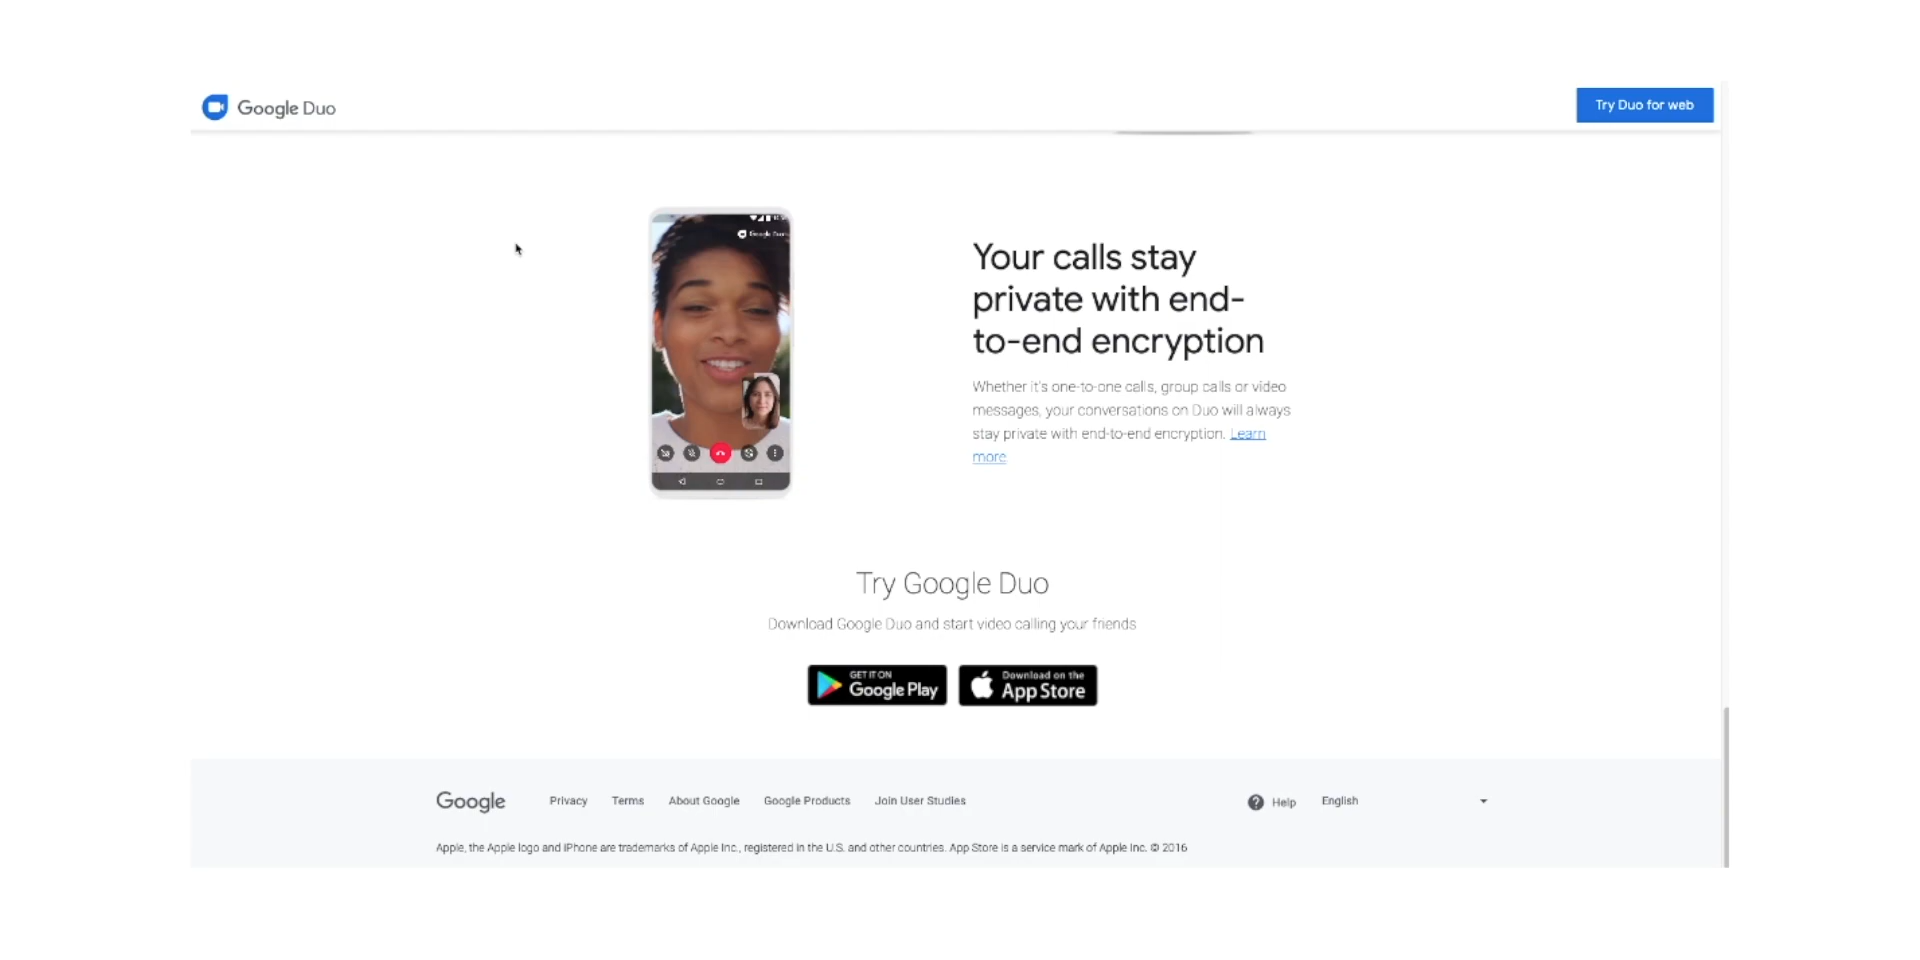 Google Duo
Try Duo for web
Google Duo
Your calls stay
private with end-
to-end encryption
Whether it's one-to-one calls, group calls or video
messages, your conversations on Duo will always
stay private with end-to-end encryption. Learn
more
Try Google Duo
Download Google Duo and start video calling your friends
GET IT ON
Google Play
Download on the
App Store
Google
Privacy
Terms
About Google
Google Products
Join User Studies
Help
English
Apple, the Apple logo and iPhone are trademarks of Apple Inc., registered in the U.S. and other countries. App Store is a service mark of Apple Inc. © 2016